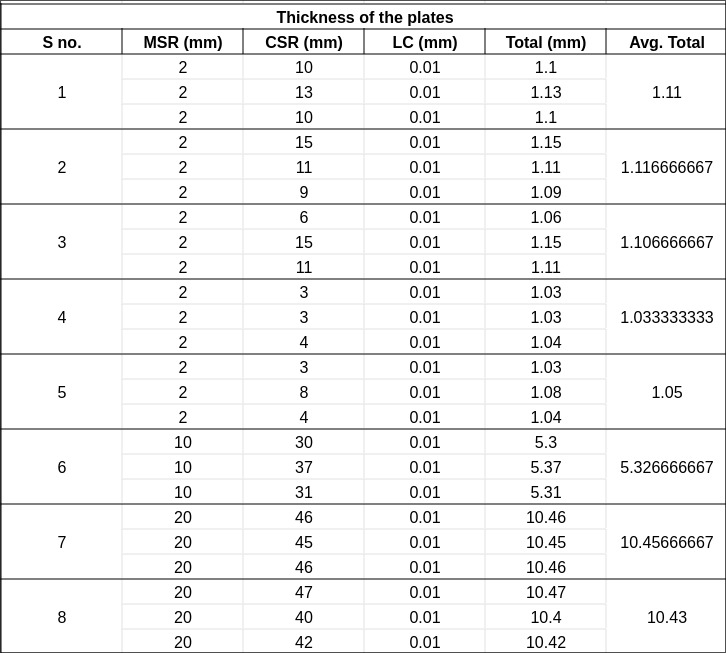 Thickness of the plates
S no. MSR (mm) CSR (mm) LC (mm) Total (mm) Avg. Total
2 10 0.01 1.1
1 2 13 0.01 1.13 1.11
2 10 0.01 1.1
2 15 0.01 1.15
2 2 11 0.01 1.11 1.116666667
2 9 0.01 1.09
2 6 0.01 1.06
3 2 15 0.01 1.15 1.106666667
2 11 0.01 1.11
2 3 0.01 1.03
4 2 3 0.01 1.03 1.033333333
2 4 0.01 1.04
2 3 0.01 1.03
5 2 8 0.01 1.08 1.05
2 4 0.01 1.04
10 30 0.01 5.3
6 10 37 0.01 5.37 5.326666667
10 31 0.01 5.31
20 46 0.01 10.46
7 20 45 0.01 10.45 10.45666667
20 46 0.01 10.46
20 47 0.01 10.47
8 20 40 0.01 10.4 10.43
20 42 0.01 10.42